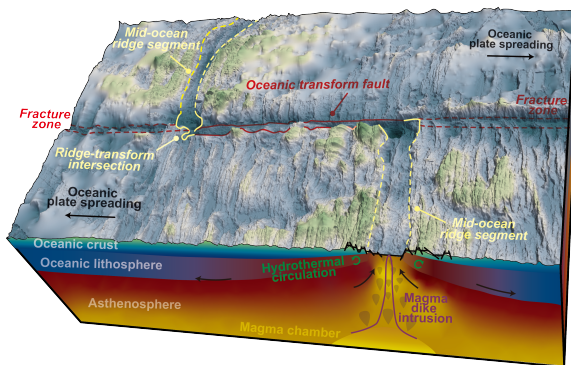 Mid-ocean
ridge segment
Oceanic
plate spreading
Oceanic transform fault
Fracture
zone
Fracture
zone
Ridge-transform
intersection
Oceanic
plate spreading
Mid-ocean
ridge segment
Oceanic crust
Oceanic lithosphere
Hydrothermal
circulation
Asthenosphere
Magma
dike
intrusion
Magma chamber